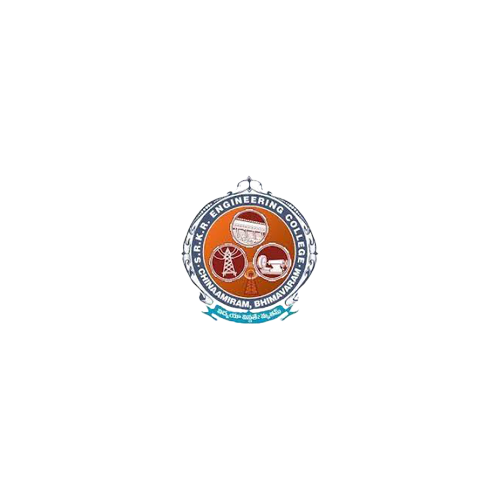 S.R.K.R. ENGINEERING COLLEGE
CHINAAMIRAM, BHIMAVARAM